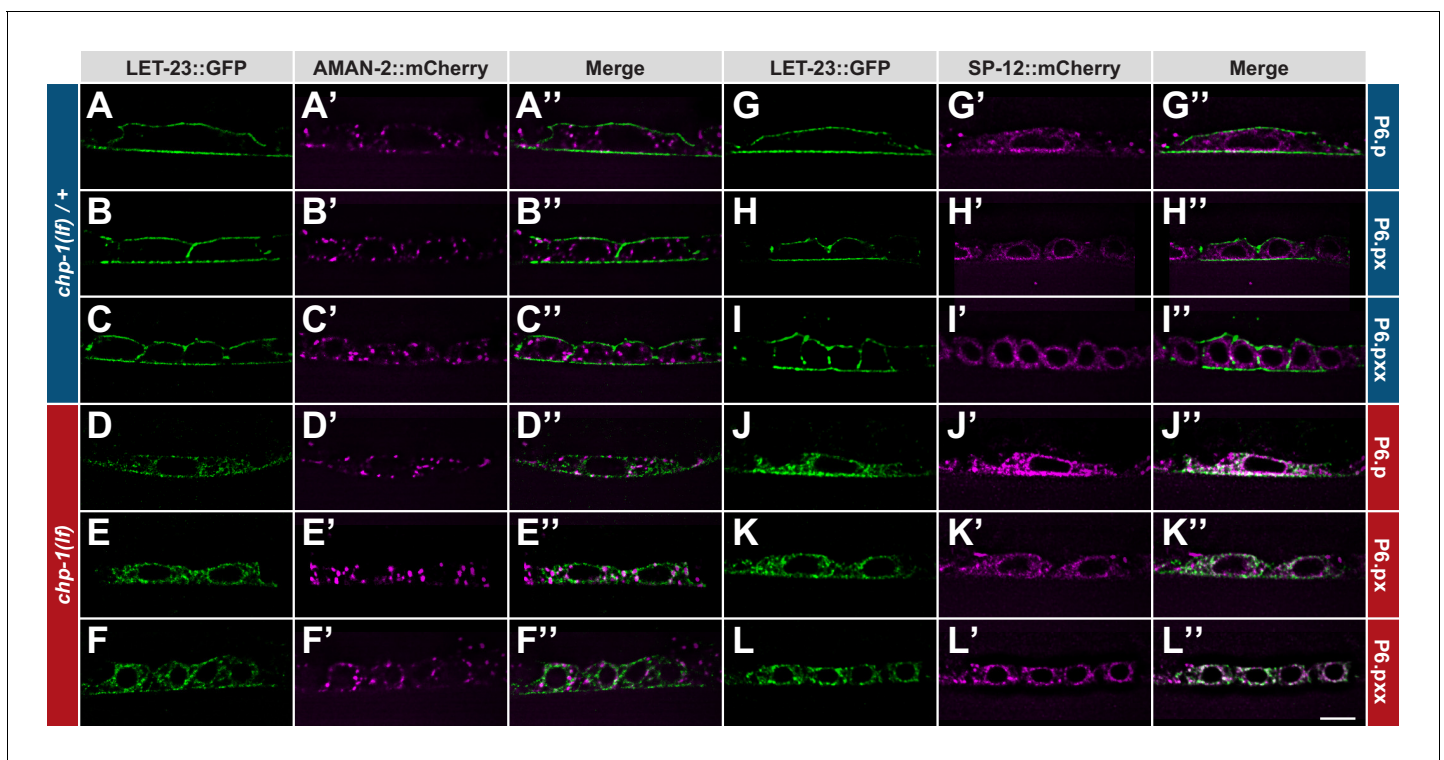 LET-23::GFP AMAN-2::mCherry Merge LET-23::GFP SP-12::mCherry Merge
chp-1(lf) / +
A A' A'' G G' G'' P6.p
B B' B'' H H' H'' P6.px
C C' C'' I I' I'' P6.pxx
chp-1(lf)
D D' D'' J J' J'' P6.p
E E' E'' K K' K'' P6.px
F F' F'' L L' L'' P6.pxx